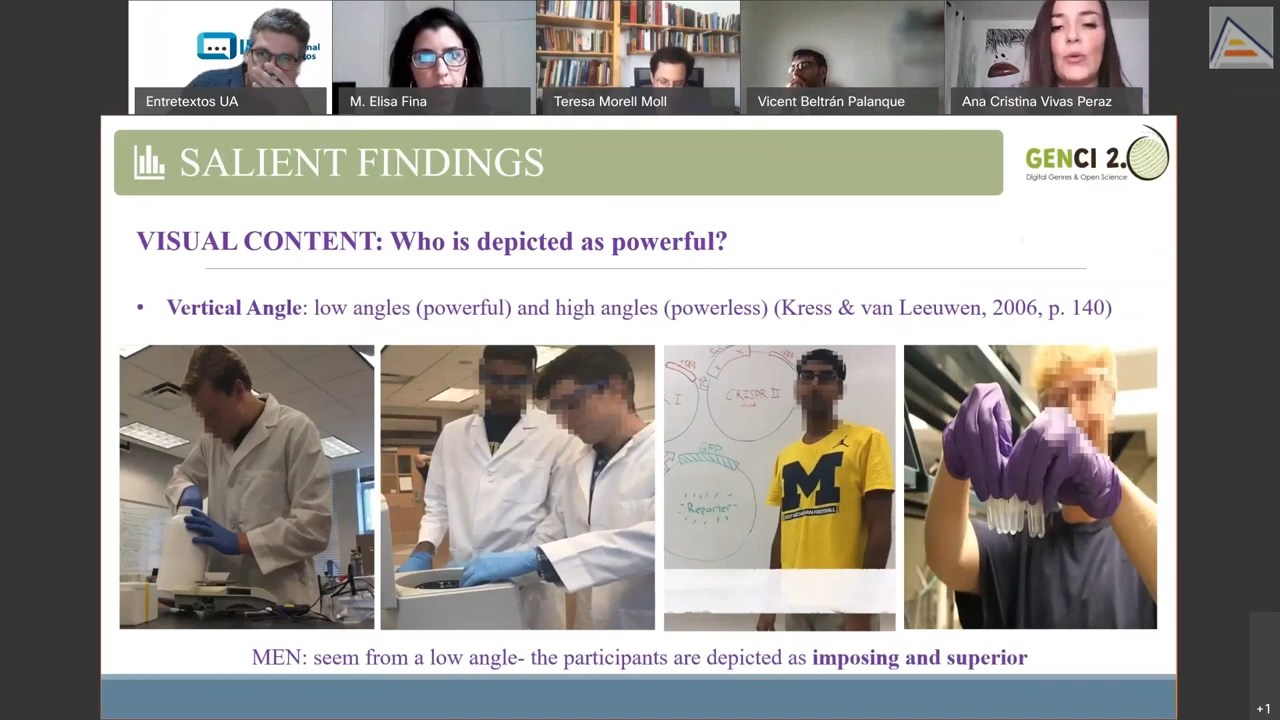 Entretextos UA
M. Elisa Fina
Teresa Morell Moll
Vicent Beltrán Palanque
Ana Cristina Vivas Peraz
SALIENT FINDINGS
GENCI 2.
Digital Genres & Open Science
VISUAL CONTENT: Who is depicted as powerful?
• Vertical Angle: low angles (powerful) and high angles (powerless) (Kress & van Leeuwen, 2006, p. 140)
CRISPR II
GFP
-Reporter-
M
MEN: seem from a low angle- the participants are depicted as imposing and superior
+1